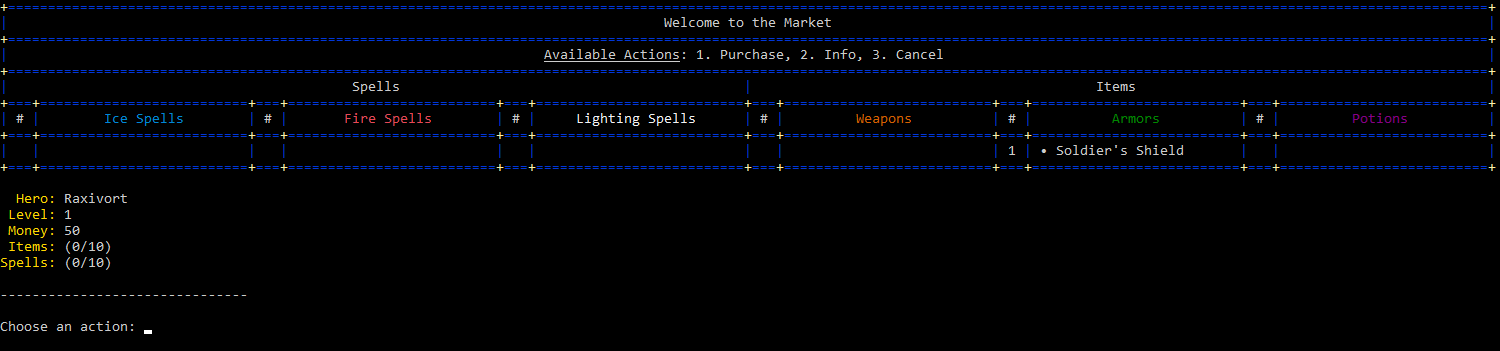 Welcome to the Market
Available Actions: 1. Purchase, 2. Info, 3. Cancel
Spells Items
# Ice Spells # Fire Spells # Lighting Spells # Weapons # Armors # Potions
1 • Soldier's Shield
Hero: Raxivort
Level: 1
Money: 50
Items: (0/10)
Spells: (0/10)
-------------------------------
Choose an action: